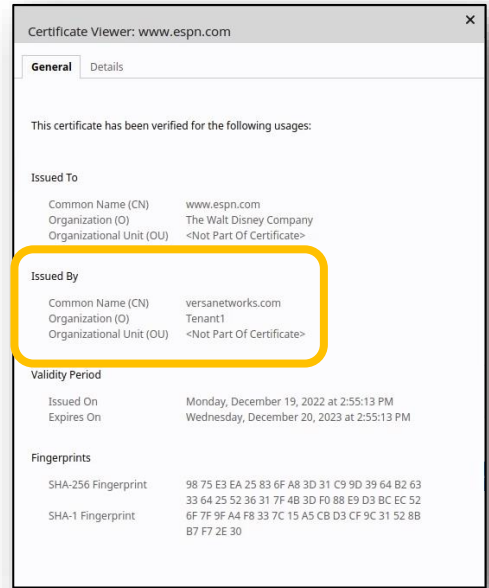 Certificate Viewer: www.espn.com ×
General Details
This certificate has been verified for the following usages:
Issued To
Common Name (CN) www.espn.com
Organization (O) The Walt Disney Company
Organizational Unit (OU) <Not Part Of Certificate>
Issued By
Common Name (CN) versanetworks.com
Organization (O) Tenant1
Organizational Unit (OU) <Not Part Of Certificate>
Validity Period
Issued On Monday, December 19, 2022 at 2:55:13 PM
Expires On Wednesday, December 20, 2023 at 2:55:13 PM
Fingerprints
SHA-256 Fingerprint 98 75 E3 EA 25 83 6F A8 3D 31 C9 9D 39 64 B2 63
33 64 25 52 36 31 7F 4B 3D F0 88 E9 D3 BC EC 52
SHA-1 Fingerprint 6F 7F 9F A4 F8 33 7C 15 A5 CB D3 CF 9C 31 52 8B
B7 F7 2E 30